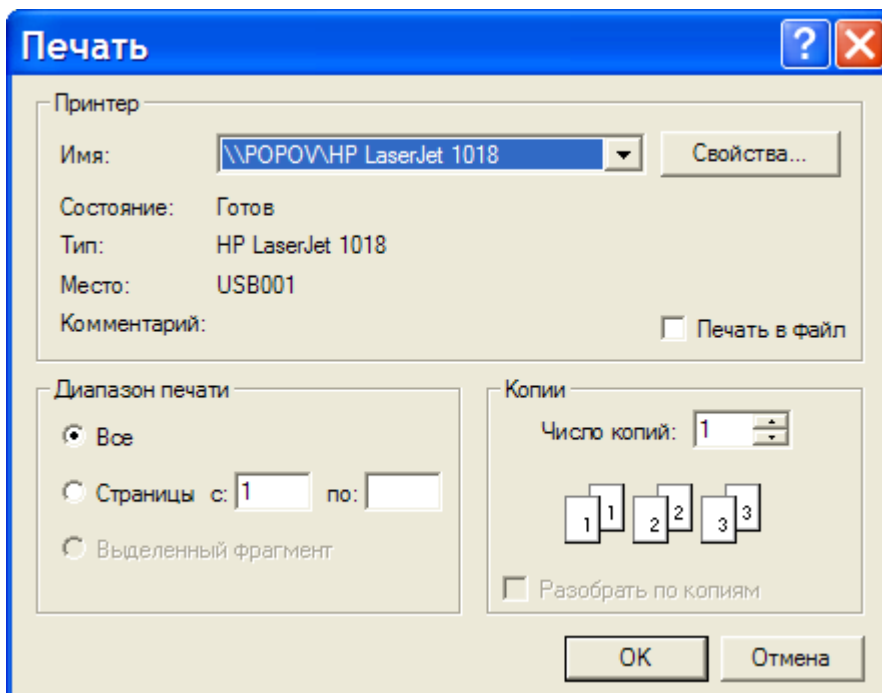 Печать
Принтер
Имя: \\POPOV\HP LaserJet 1018 Свойства...
Состояние: Готов
Тип: HP LaserJet 1018
Место: USB001
Комментарий: Печать в файл
Диапазон печати
Все
Страницы с: 1 по:
Выделенный фрагмент
Копии
Число копий: 1
1 1 2 2 3 3
Разобрать по копиям
OK Отмена